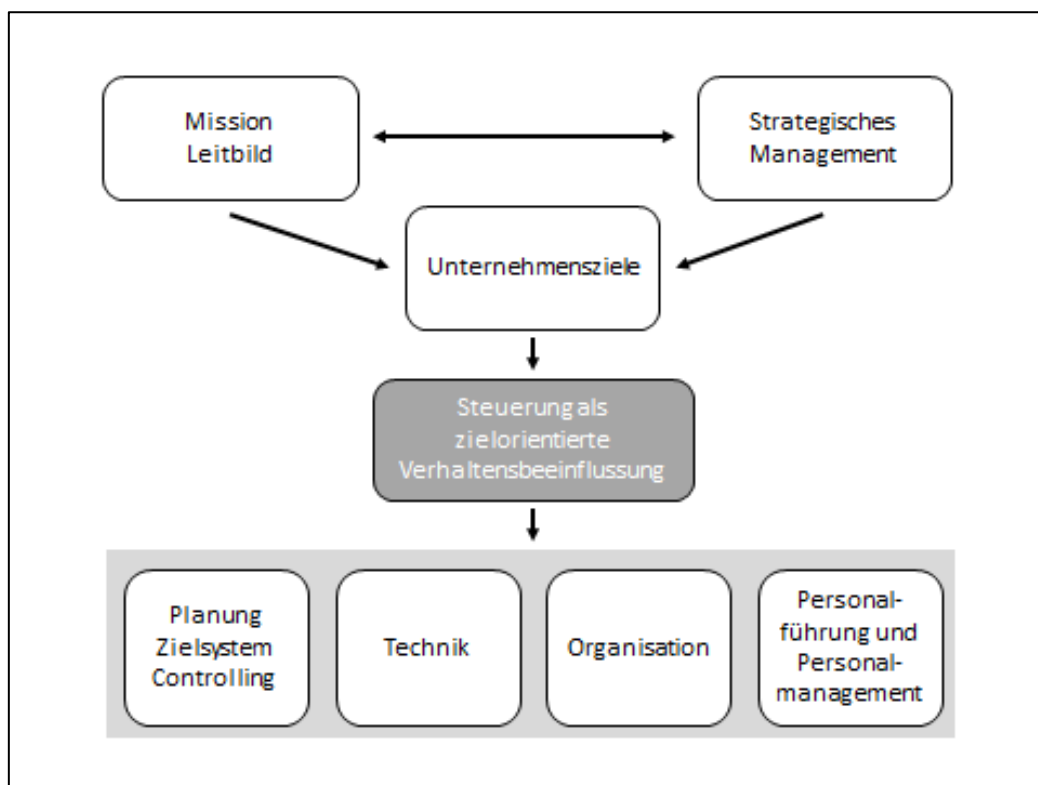 Mission
Leitbild
Strategisches
Management
Unternehmensziele
Steuerung als
zielorientierte
Verhaltensbeeinflussung
Planung
Zielsystem
Controlling
Technik
Organisation
Personal-
führung und
Personal-
management